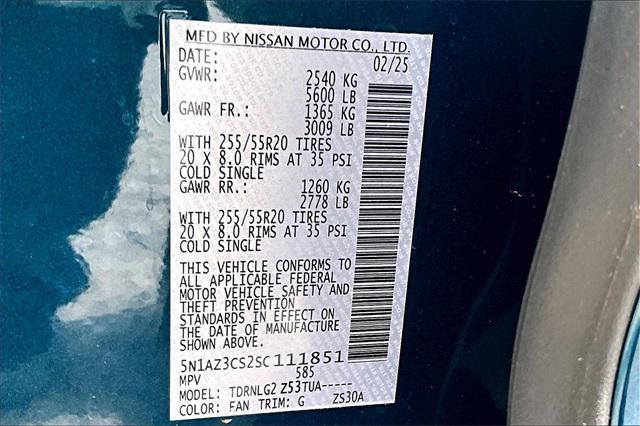 MFD BY NISSAN MOTOR CO., LTD.
DATE: 02/25
GVWR: 2540 KG
5600 LB
GAWR FR.: 1365 KG
3009 LB
WITH 255/55R20 TIRES
20 X 8.0 RIMS AT 35 PSI
COLD SINGLE
GAWR RR.: 1260 KG
2778 LB
WITH 255/55R20 TIRES
20 X 8.0 RIMS AT 35 PSI
COLD SINGLE
THIS VEHICLE CONFORMS TO
ALL APPLICABLE FEDERAL
MOTOR VEHICLE SAFETY AND
THEFT PREVENTION
STANDARDS IN EFFECT ON
THE DATE OF MANUFACTURE
SHOWN ABOVE.
5N1AZ3CS2SC111851
MPV 585
MODEL: TDRNLG2 Z53TUA-----
COLOR: FAN TRIM: G ZS30A